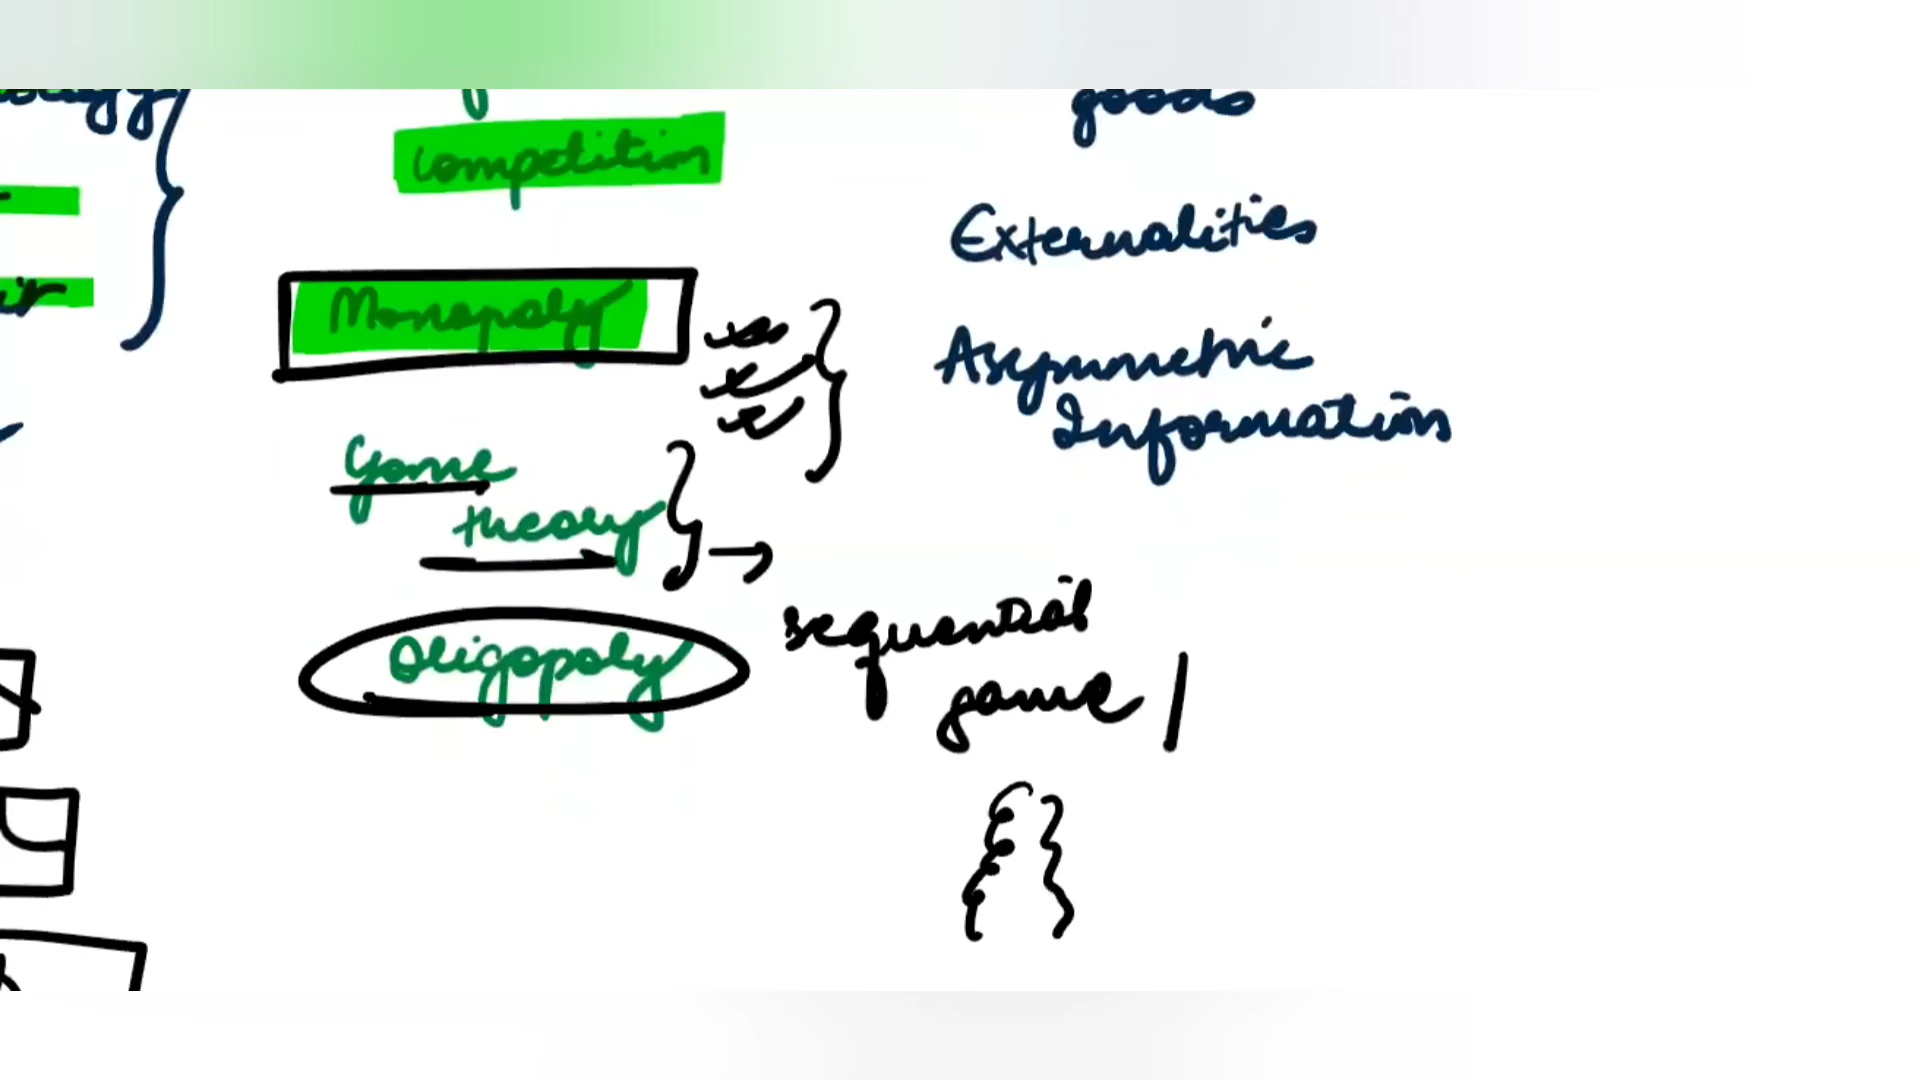 goods
Competition
Externalities
Monopoly
Asymmetric
Information
Game
theory
Oligopoly
sequential
game